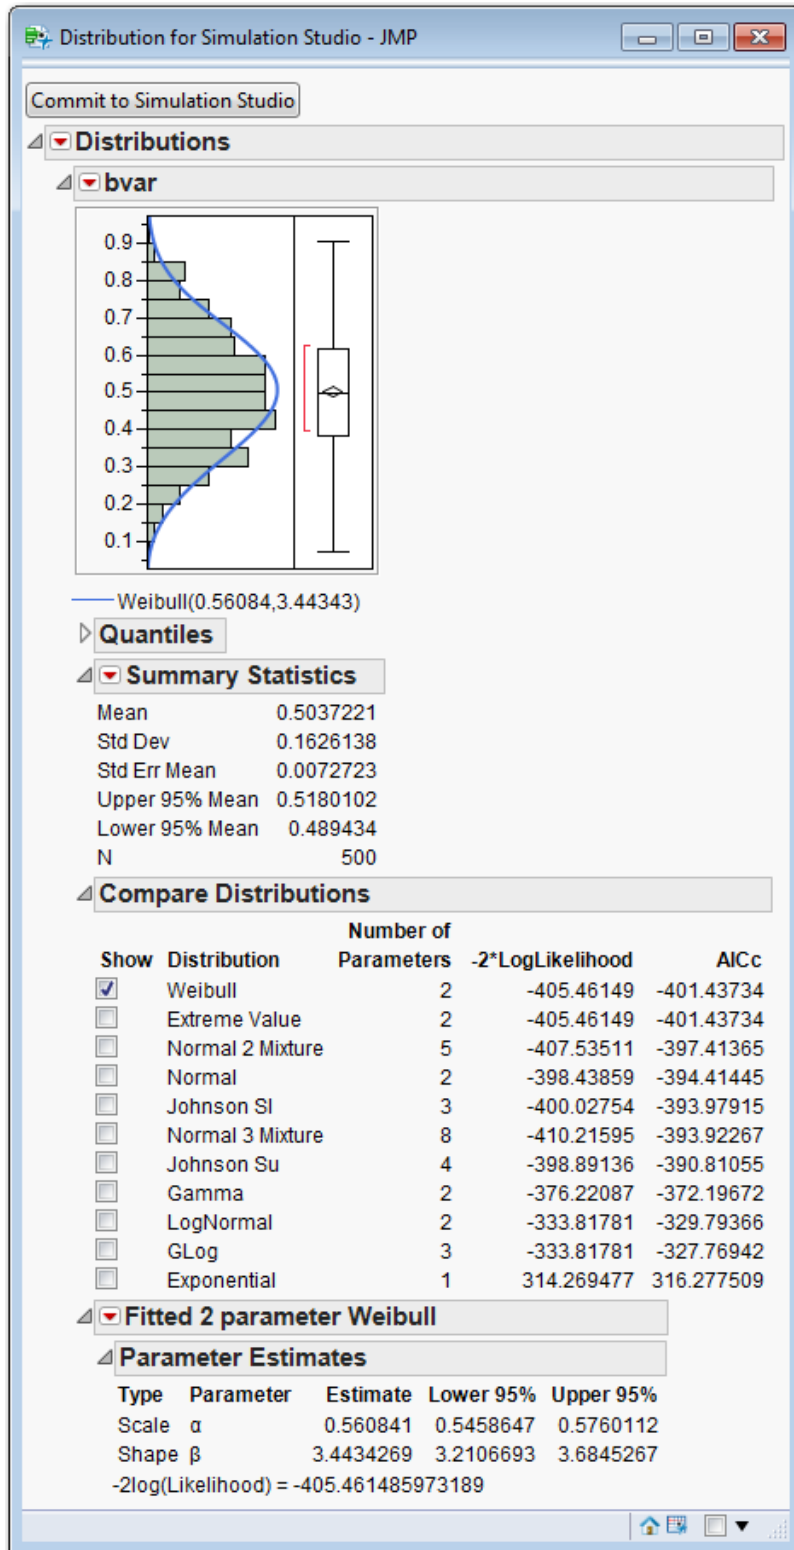 Distribution for Simulation Studio - JMP
Commit to Simulation Studio
Distributions
bvar
0.9
0.8
0.7
0.6
0.5
0.4
0.3
0.2
0.1
Weibull(0.56084,3.44343)
Quantiles
Summary Statistics
Mean 0.5037221
Std Dev 0.1626138
Std Err Mean 0.0072723
Upper 95% Mean 0.5180102
Lower 95% Mean 0.489434
N 500
Compare Distributions
Number of
Show Distribution Parameters -2*LogLikelihood AICc
Weibull 2 -405.46149 -401.43734
Extreme Value 2 -405.46149 -401.43734
Normal 2 Mixture 5 -407.53511 -397.41365
Normal 2 -398.43859 -394.41445
Johnson Sl 3 -400.02754 -393.97915
Normal 3 Mixture 8 -410.21595 -393.92267
Johnson Su 4 -398.89136 -390.81055
Gamma 2 -376.22087 -372.19672
LogNormal 2 -333.81781 -329.79366
GLog 3 -333.81781 -327.76942
Exponential 1 314.269477 316.277509
Fitted 2 parameter Weibull
Parameter Estimates
Type Parameter Estimate Lower 95% Upper 95%
Scale α 0.560841 0.5458647 0.5760112
Shape β 3.4434269 3.2106693 3.6845267
-2log(Likelihood) = -405.461485973189